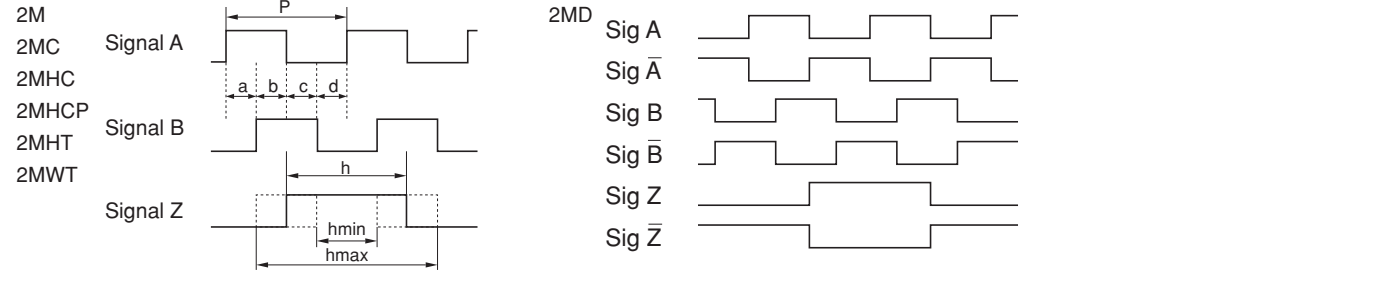 2M
2MC
2MHC
2MHCP
2MHT
2MWT
Signal A
P
a b c d
Signal B
h
Signal Z
hmin
hmax
2MD
Sig A
Sig A̅
Sig B
Sig B̅
Sig Z
Sig Z̅